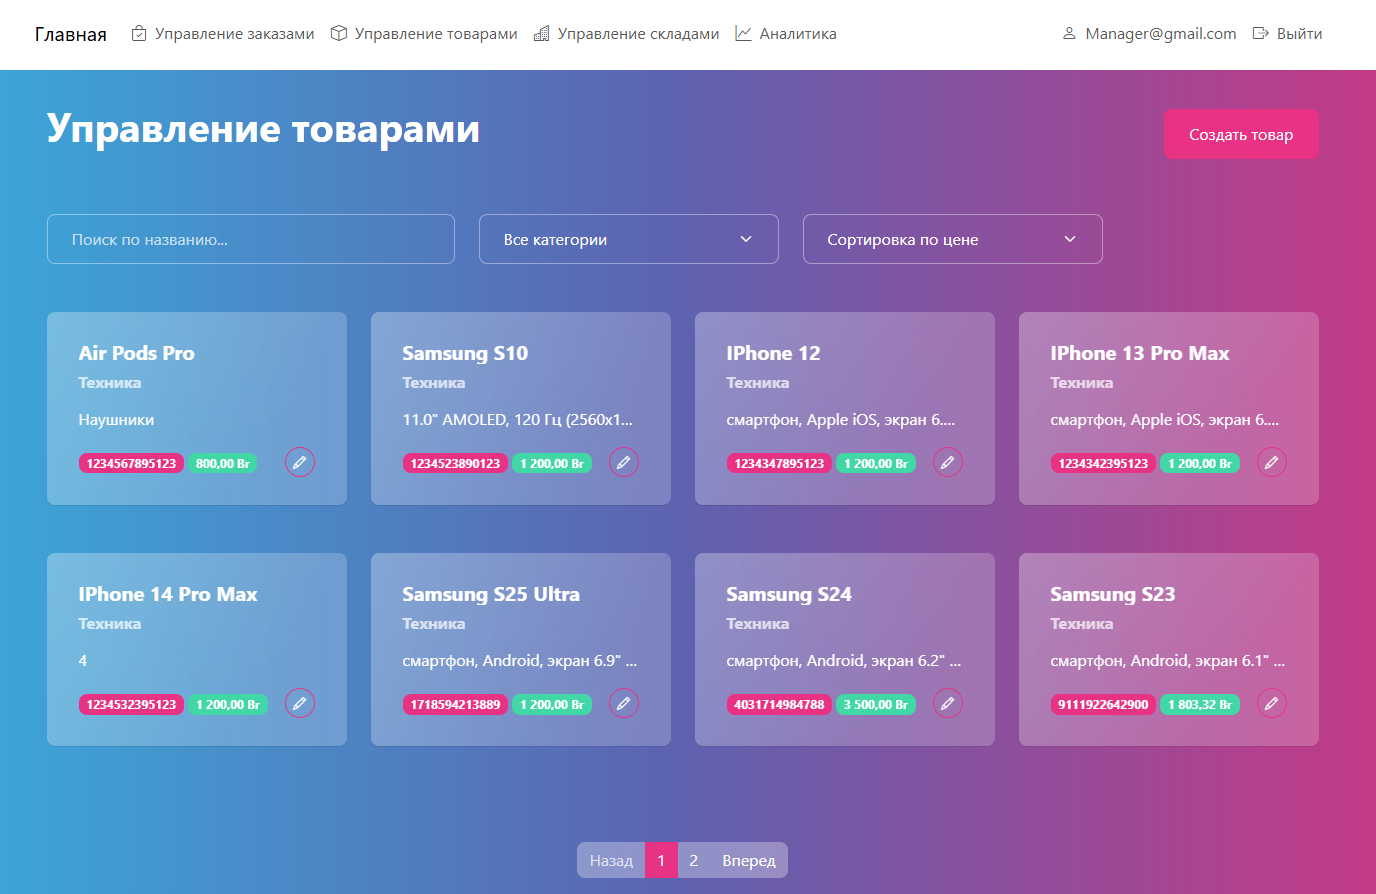 Главная Управление заказами Управление товарами Управление складами Аналитика Manager@gmail.com Выйти
Управление товарами
Создать товар
Поиск по названию... Все категории Сортировка по цене
Air Pods Pro
Техника
Наушники
1234567895123 800,00 Br
Samsung S10
Техника
11.0" AMOLED, 120 Гц (2560x1...
1234523890123 1 200,00 Br
IPhone 12
Техника
смартфон, Apple iOS, экран 6....
1234347895123 1 200,00 Br
IPhone 13 Pro Max
Техника
смартфон, Apple iOS, экран 6....
1234342395123 1 200,00 Br
IPhone 14 Pro Max
Техника
4
1234532395123 1 200,00 Br
Samsung S25 Ultra
Техника
смартфон, Android, экран 6.9" ...
1718594213889 1 200,00 Br
Samsung S24
Техника
смартфон, Android, экран 6.2" ...
4031714984788 3 500,00 Br
Samsung S23
Техника
смартфон, Android, экран 6.1" ...
9111922642900 1 803,32 Br
Назад 1 2 Вперед